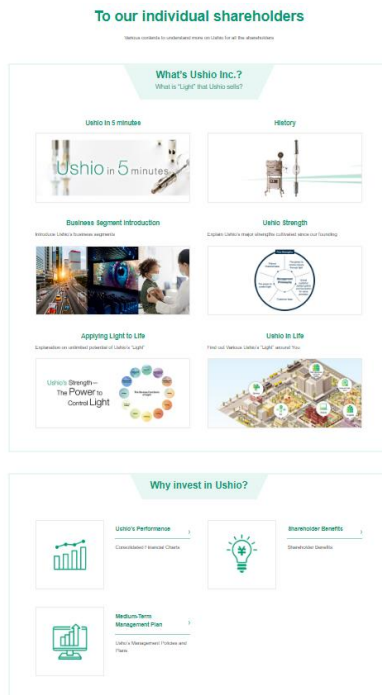 To our individual shareholders
Various contents to understand more on Ushio for all the shareholders
What's Ushio Inc.?
What is "Light" that Ushio sells?
Ushio in 5 minutes
History
Ushio in 5 minutes
Business Segment Introduction
Ushio Strength
Introduce Ushio's business segments
Explain Ushio's major strengths cultivated since our founding.
Applying Light to Life
Ushio in Life
Explanation on unlimited potential of Ushio's "Light"
Find out Various Ushio's "Light" around You.
Ushio's Strength—
The Power to
Control Light
Why invest in Ushio?
Ushio's Performance
Consolidated Financial Charts
Shareholder Benefits
Shareholder Benefits
Medium-Term
Management Plan
Ushio's Management Policies and
Plans